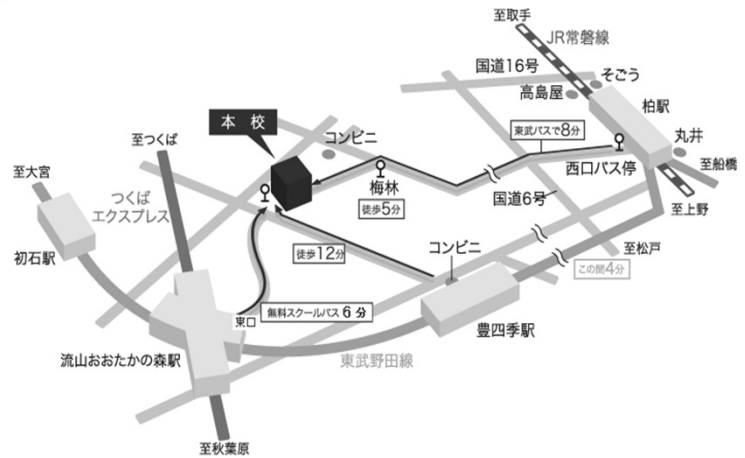 至取手
JR常磐線
国道16号
そごう
高島屋
柏駅
本 校
コンビニ
東武バスで8分
丸井
至つくば
西口バス停
至船橋
至大宮
梅林
つくば
エクスプレス
徒歩5分
国道6号
至上野
初石駅
徒歩12分
コンビニ
至松戸
この間4分
無料スクールバス 6 分
東口
豊四季駅
流山おおたかの森駅
東武野田線
至秋葉原